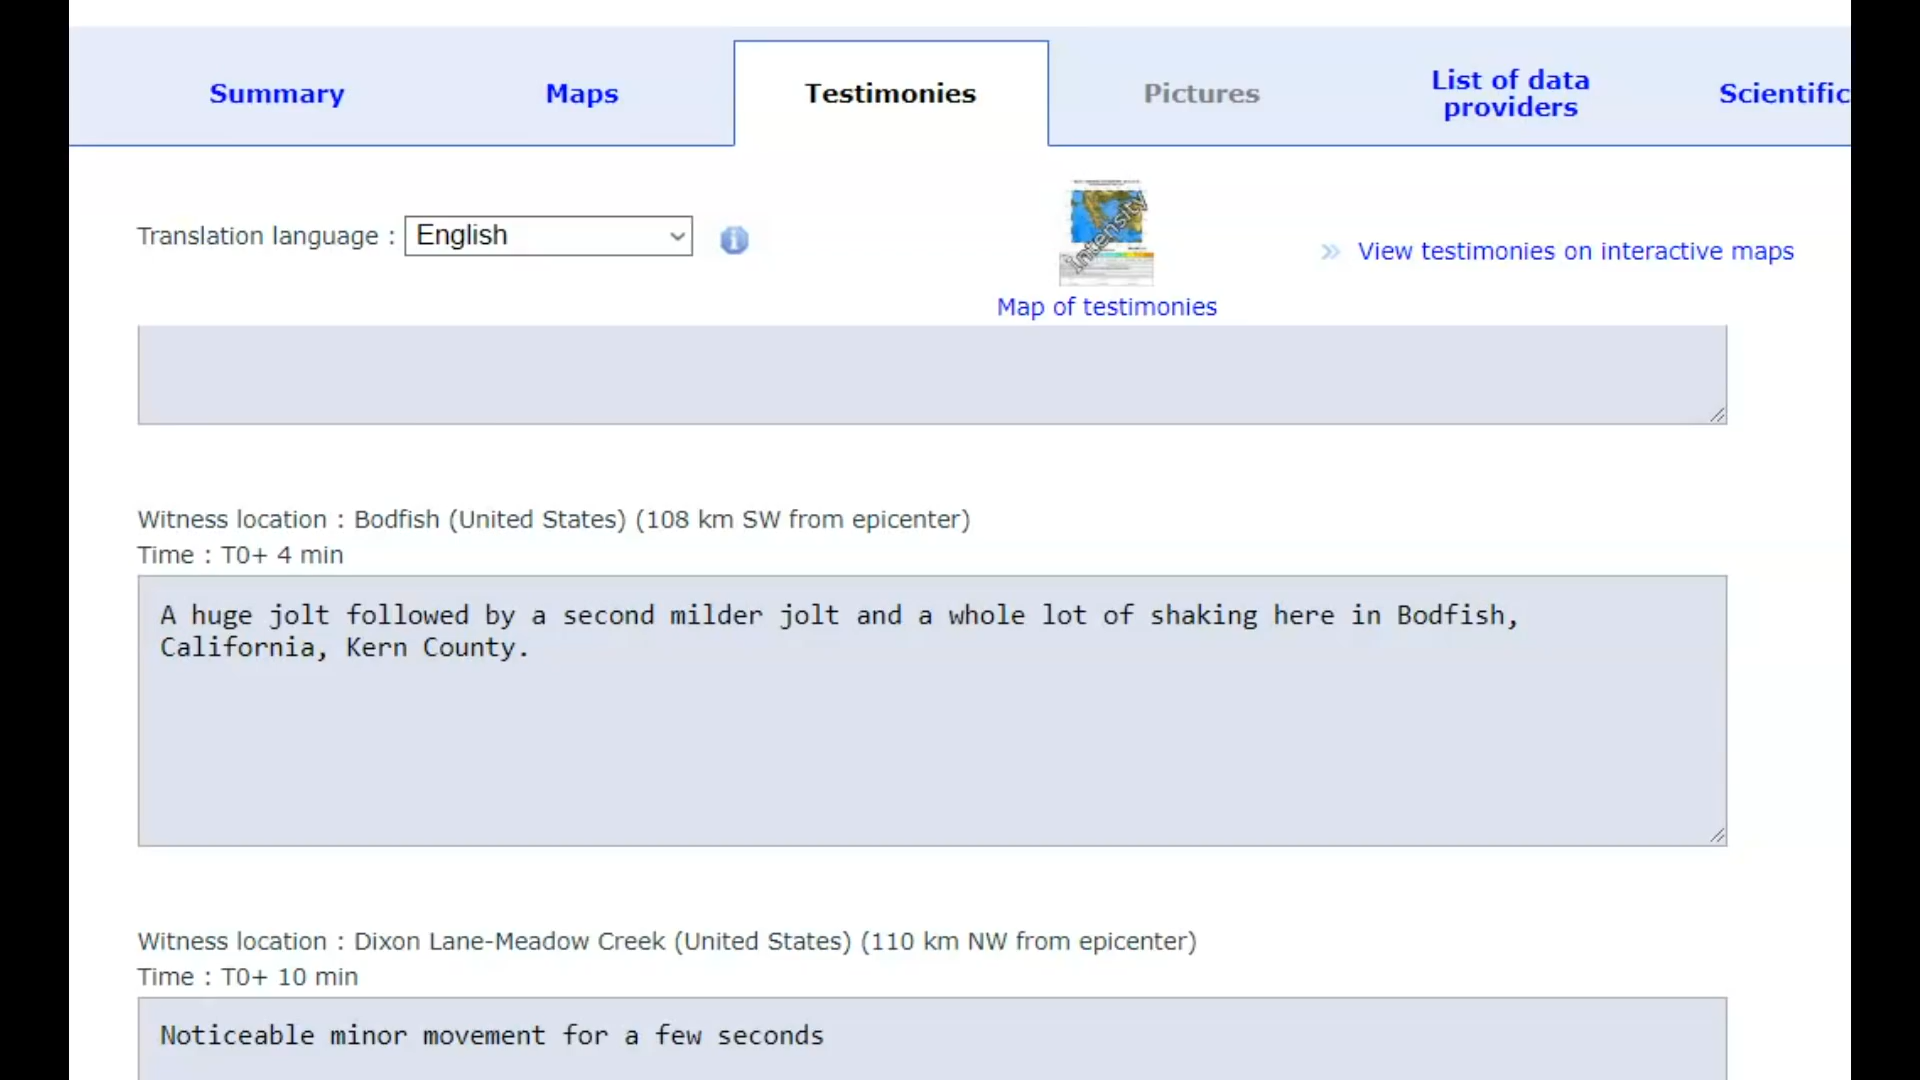 Summary
Maps
Testimonies
Pictures
List of data
providers
Scientific
Translation language :
English
Intensity
Map of testimonies
View testimonies on interactive maps
Witness location : Bodfish (United States) (108 km SW from epicenter)
Time : T0+ 4 min
A huge jolt followed by a second milder jolt and a whole lot of shaking here in Bodfish,
California, Kern County.
Witness location : Dixon Lane-Meadow Creek (United States) (110 km NW from epicenter)
Time : T0+ 10 min
Noticeable minor movement for a few seconds